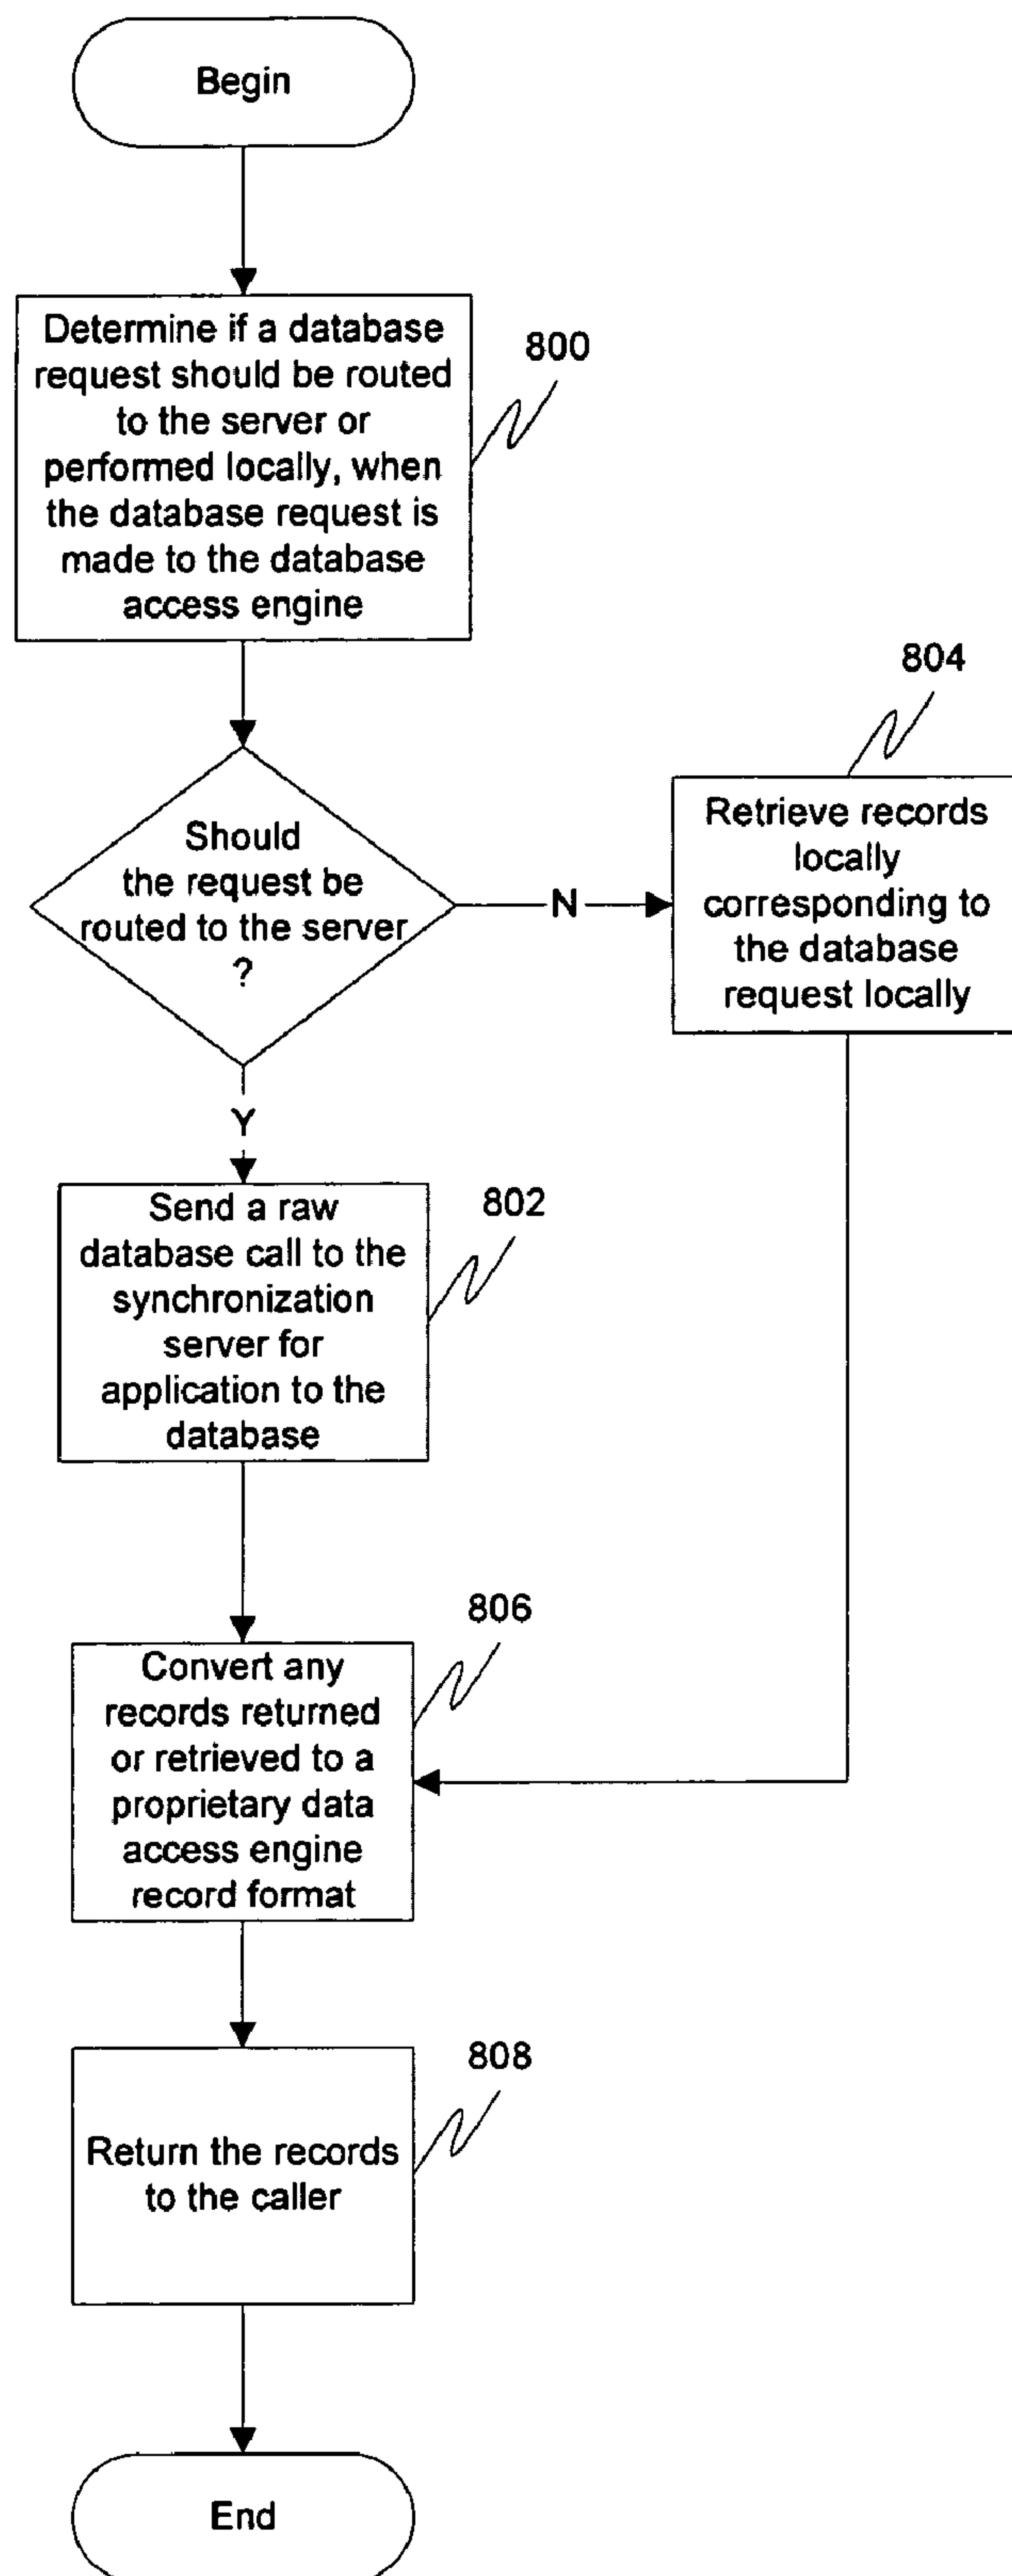 Begin
Determine if a database
request should be routed
to the server or
performed locally, when
the database request is
made to the database
access engine
800
Should
the request be
routed to the server
?
N
804
Retrieve records
locally
corresponding to
the database
request locally
Y
Send a raw
database call to the
synchronization
server for
application to the
database
802
806
Convert any
records returned
or retrieved to a
proprietary data
access engine
record format
808
Return the records
to the caller
End